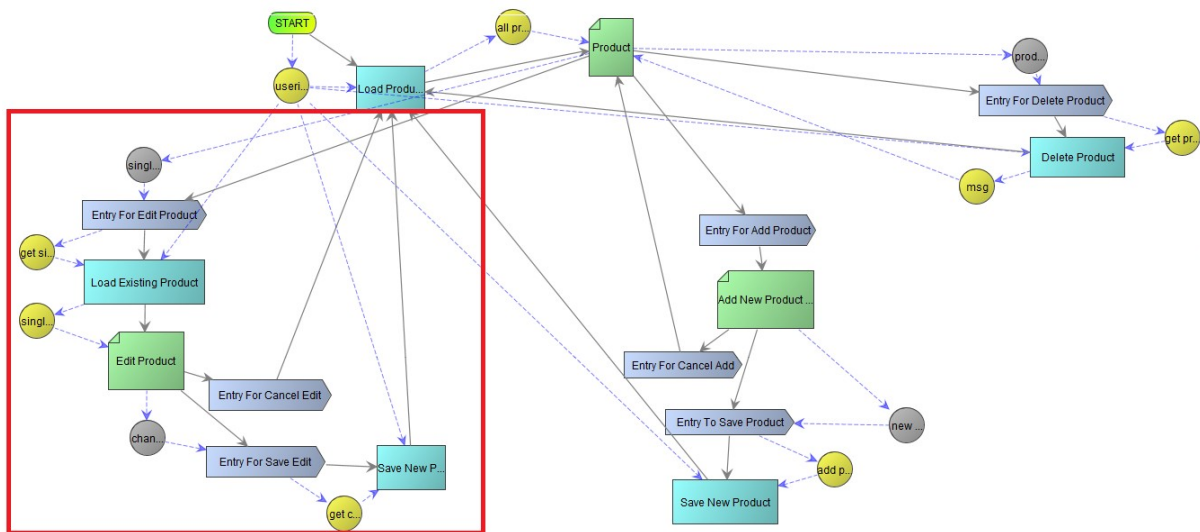 START
all pr...
Product
prod...
useri...
Load Produ...
Entry For Delete Product
get pr...
Delete Product
msg
singl...
Entry For Edit Product
Entry For Add Product
get si...
Load Existing Product
Add New Product ...
singl...
Edit Product
Entry For Cancel Add
Entry For Cancel Edit
Entry To Save Product
new ...
chan...
Entry For Save Edit
Save New P...
add p...
Save New Product
get c...